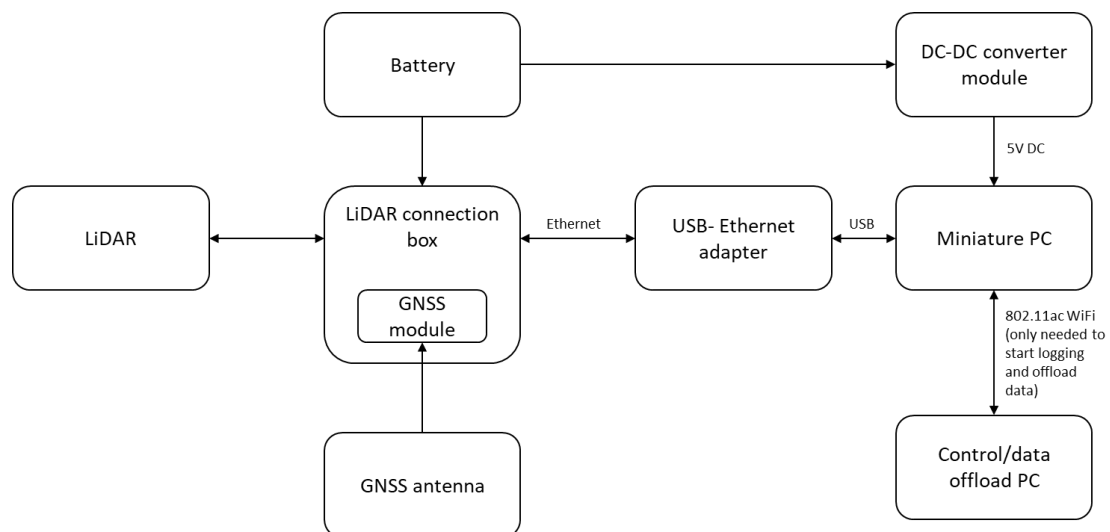 Battery
DC-DC converter
module
5V DC
LiDAR
LiDAR connection
box
Ethernet
USB- Ethernet
adapter
USB
Miniature PC
GNSS
module
802.11ac WiFi
(only needed to
start logging
and offload
data)
GNSS antenna
Control/data
offload PC